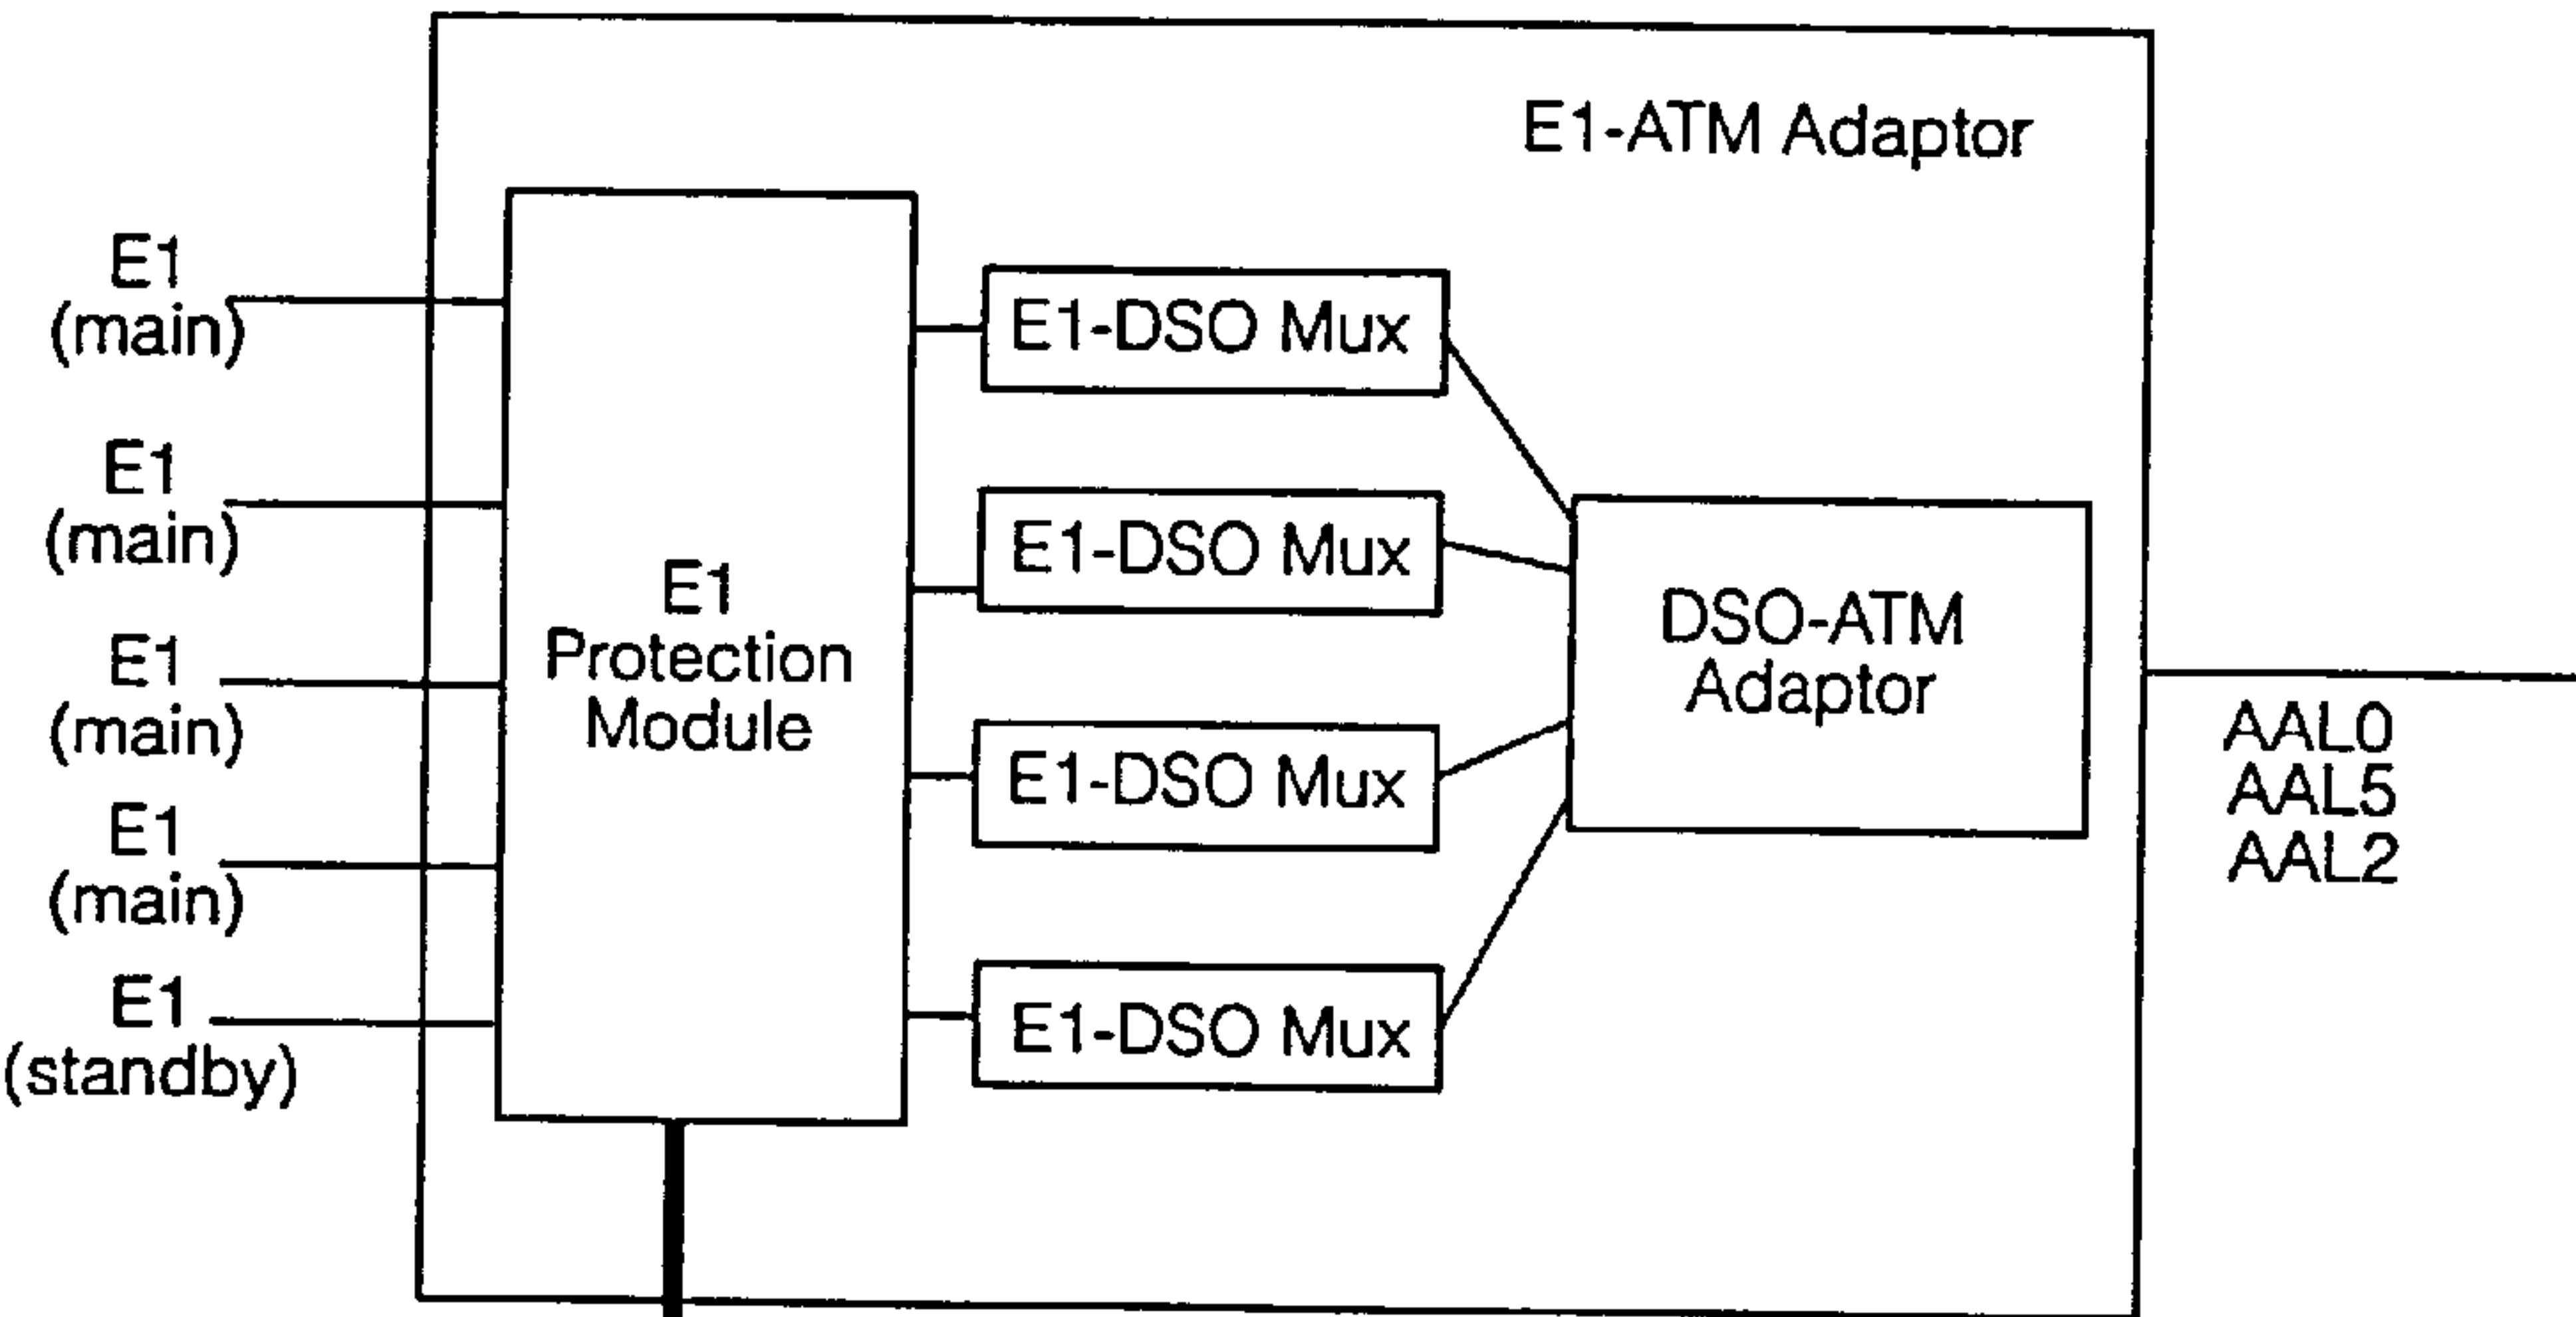 E1-ATM Adaptor
E1
(main)
E1
(main)
E1
(main)
E1
(main)
E1
(standby)
E1
Protection
Module
E1-DSO Mux
E1-DSO Mux
E1-DSO Mux
E1-DSO Mux
DSO-ATM
Adaptor
AAL0
AAL5
AAL2